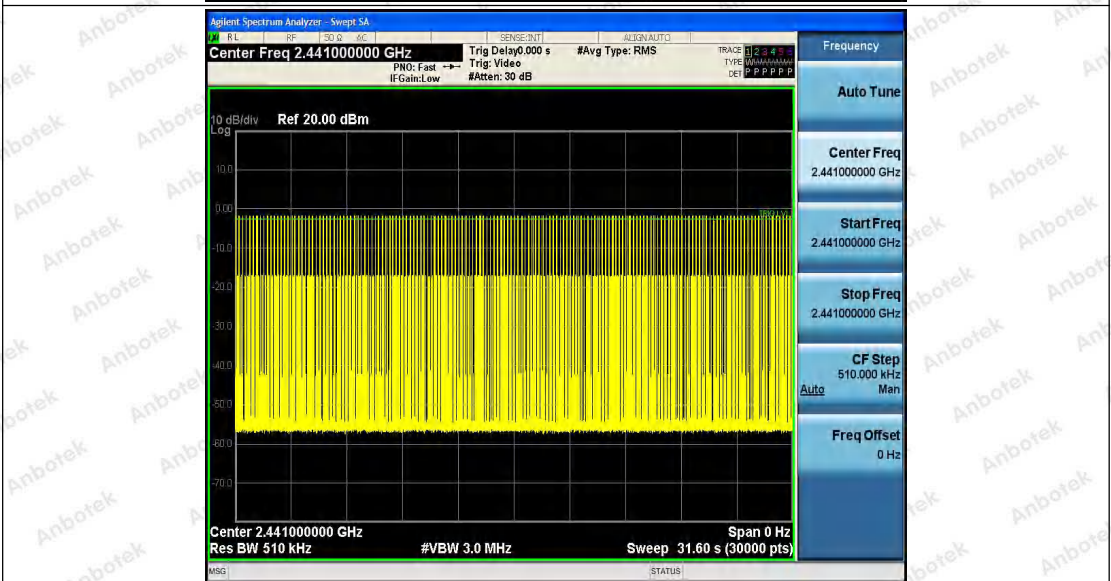 Agilent Spectrum Analyzer - Swept SA
RL RF 50 Ω AC SENSE:INT ALIGNAUTO
Center Freq 2.441000000 GHz
PNO: Fast
IFGain:Low
Trig Delay0.000 s
Trig: Video
#Atten: 30 dB
#Avg Type: RMS
TRACE 1 2 3 4 5 6
TYPE
DET P P P P P P
10 dB/div Ref 20.00 dBm
Log
10.0
0.00
-10.0
-20.0
-30.0
-40.0
-50.0
-60.0
-70.0
TRIG LVL
Center 2.441000000 GHz
Span 0 Hz
Res BW 510 kHz
#VBW 3.0 MHz
Sweep 31.60 s (30000 pts)
MSG
STATUS
Frequency
Auto Tune
Center Freq
2.441000000 GHz
Start Freq
2.441000000 GHz
Stop Freq
2.441000000 GHz
CF Step
510.000 kHz
Auto Man
Freq Offset
0 Hz
Anbotek